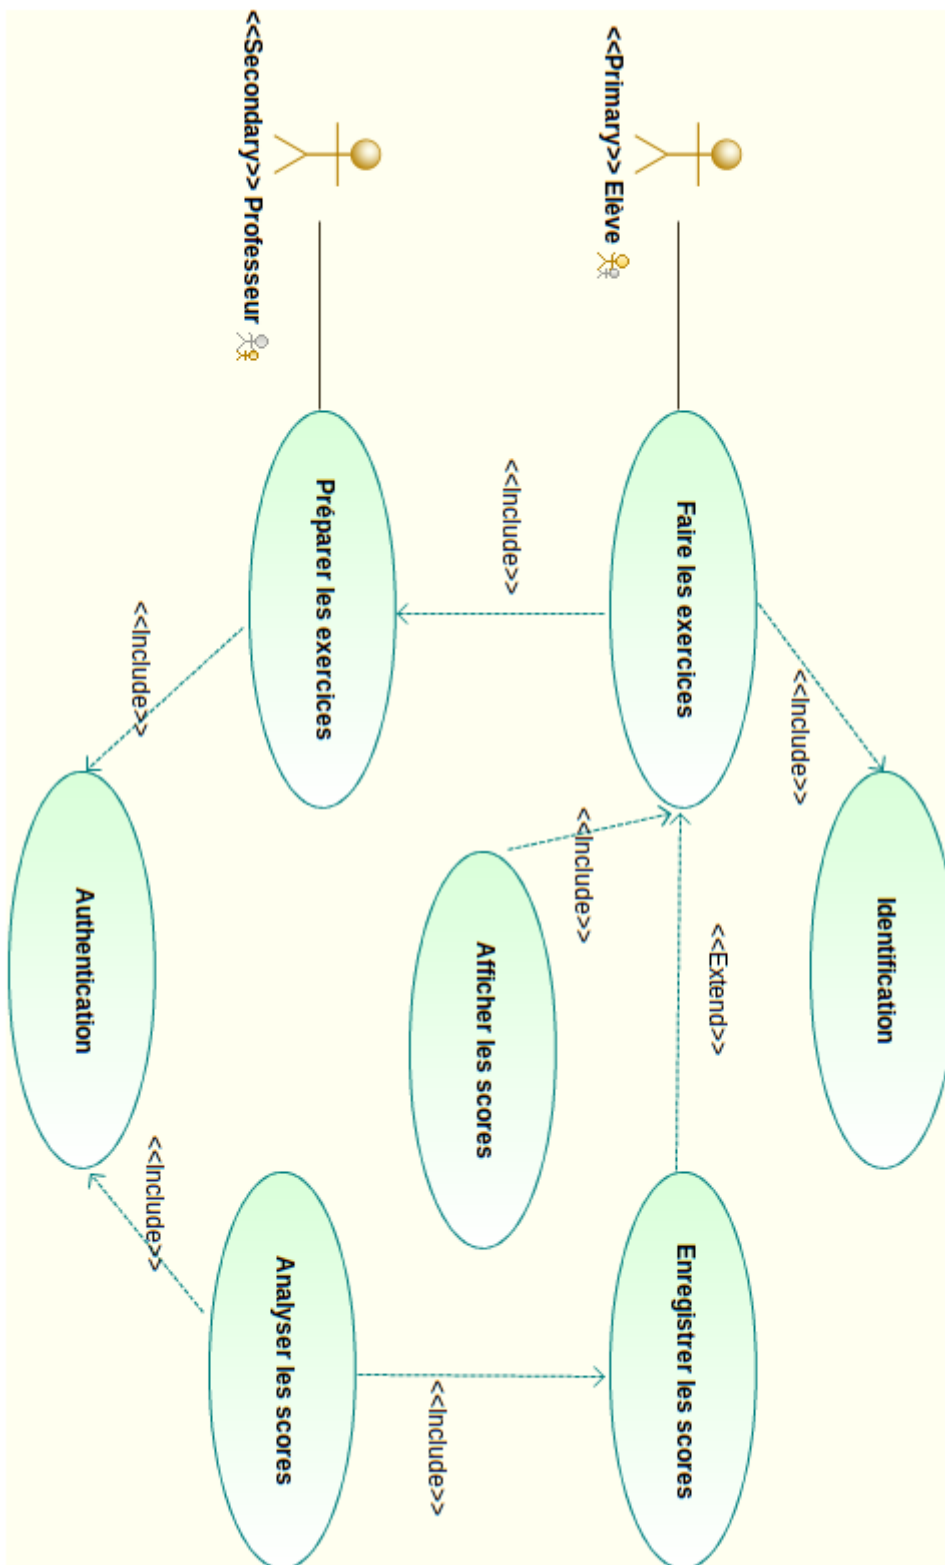 Identification
<<Include>>
<<Extend>>
Faire les exercices
Enregistrer les scores
<<Primary>> Elève
<<Include>>
<<Include>>
Afficher les scores
<<Include>>
Préparer les exercices
Analyser les scores
<<Secondary>> Professeur
<<Include>>
<<Include>>
Authentication